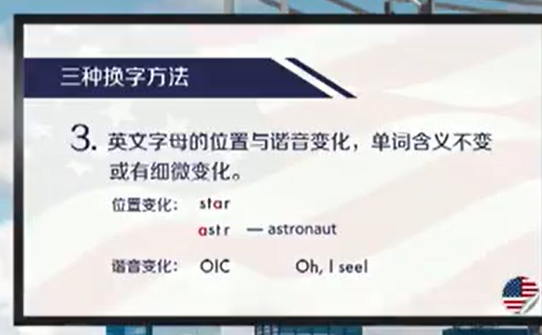 三种换字方法
3. 英文字母的位置与谐音变化，单词含义不变
或有细微变化。
位置变化： star
astr — astronaut
谐音变化： OIC Oh, I see!